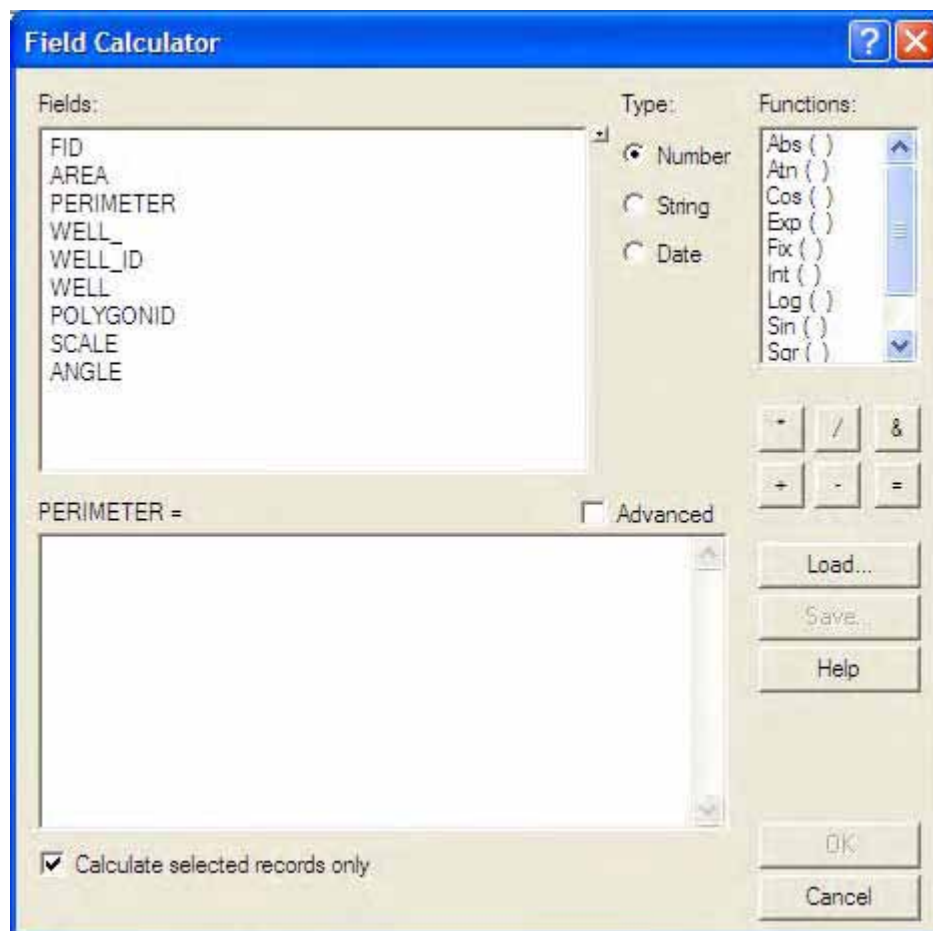 Field Calculator
Fields:
FID
AREA
PERIMETER
WELL_
WELL_ID
WELL
POLYGONID
SCALE
ANGLE
Type:
Number
String
Date
Functions:
Abs ( )
Atn ( )
Cos ( )
Exp ( )
Fix ( )
Int ( )
Log ( )
Sin ( )
Sqr ( )
* / &
+ - =
PERIMETER =
Advanced
Load...
Save...
Help
Calculate selected records only
OK
Cancel